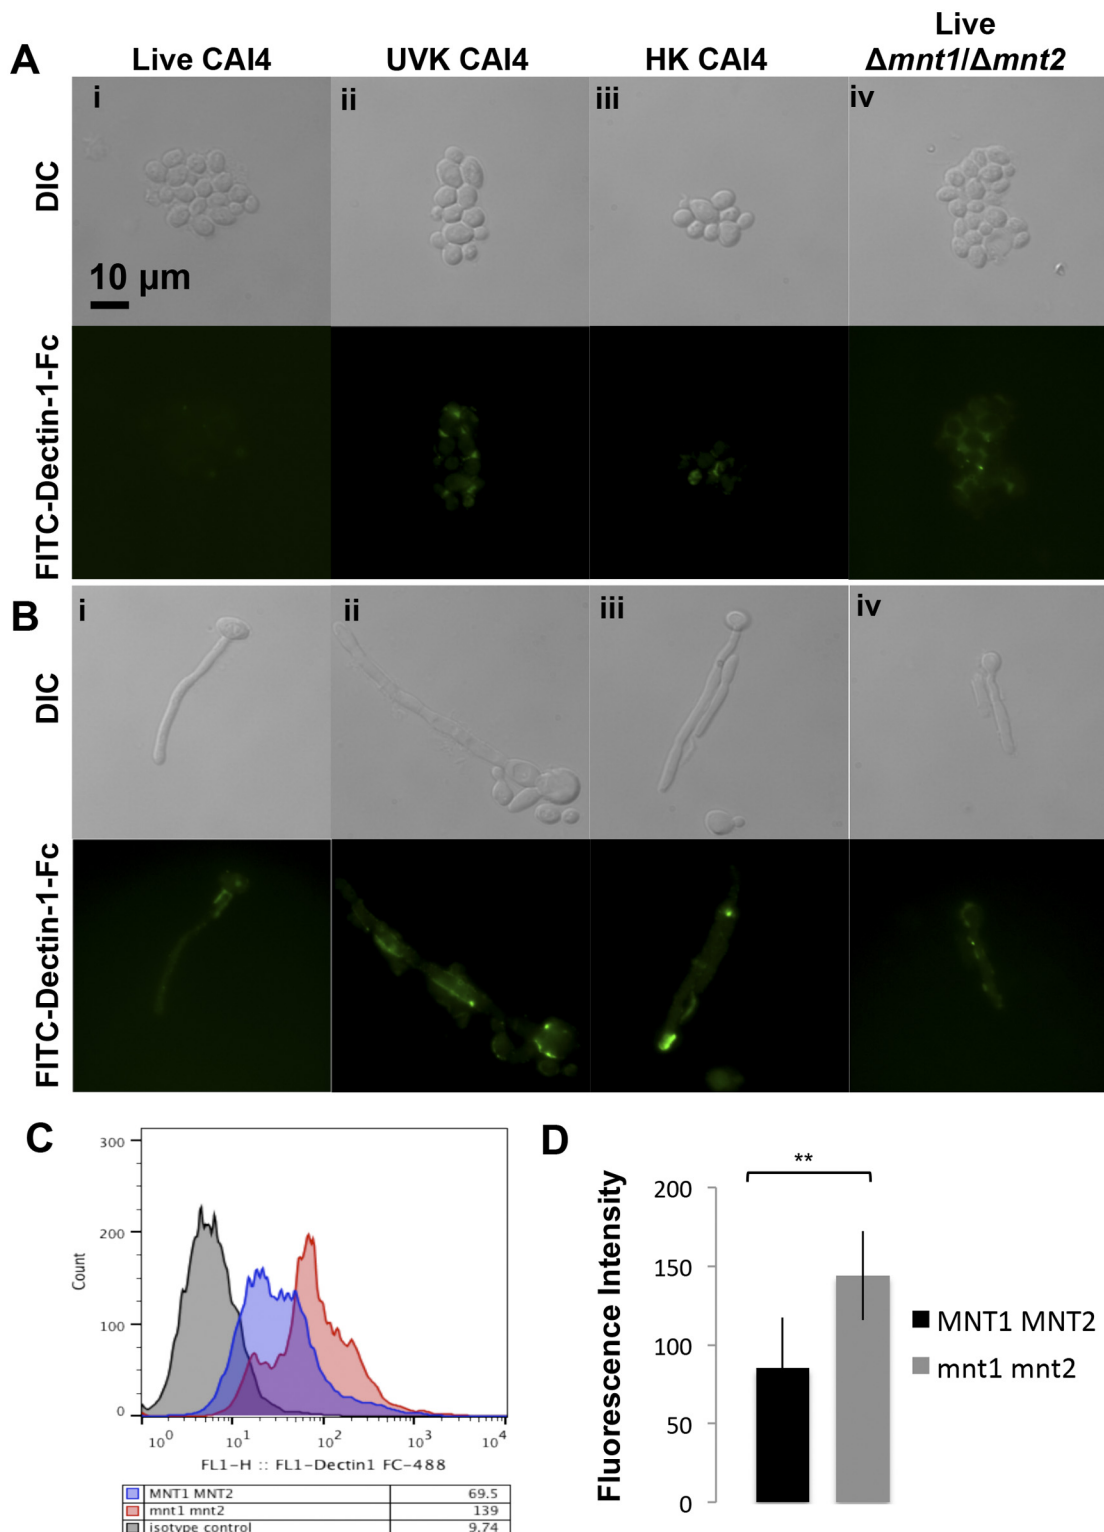 Live
A Live CAI4 UVK CAI4 HK CAI4 Δmnt1/Δmnt2
i ii iii iv
DIC
10 µm
FITC-Dectin-1-Fc
B i ii iii iv
DIC
FITC-Dectin-1-Fc
C
300
200
100
0
Count
10^0 10^1 10^2 10^3 10^4
FL1-H :: FL1-Dectin1 FC-488
MNT1 MNT2 69.5
mnt1 mnt2 139
isotype control 9.74
D
**
Fluorescence Intensity
200
150
100
50
0
MNT1 MNT2
mnt1 mnt2